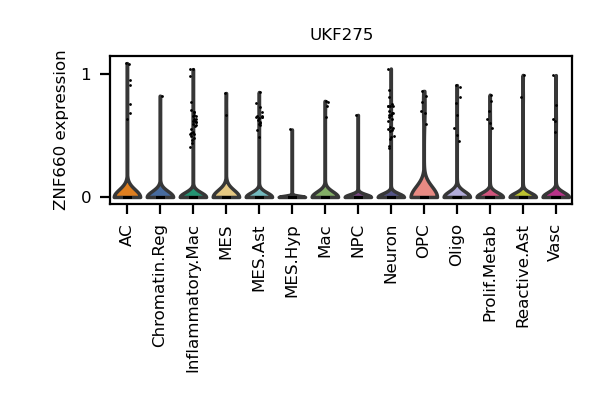 UKF275
ZNF660 expression
1
0
AC
Chromatin.Reg
Inflammatory.Mac
MES
MES.Ast
MES.Hyp
Mac
NPC
Neuron
OPC
Oligo
Prolif.Metab
Reactive.Ast
Vasc